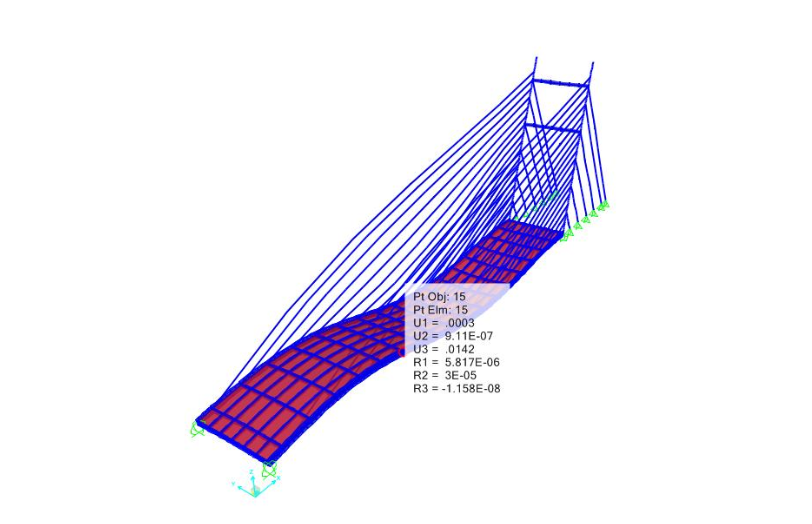 Pt Obj: 15
Pt Elm: 15
U1 = .0003
U2 = 9.11E-07
U3 = .0142
R1 = 5.817E-06
R2 = 3E-05
R3 = -1.158E-08